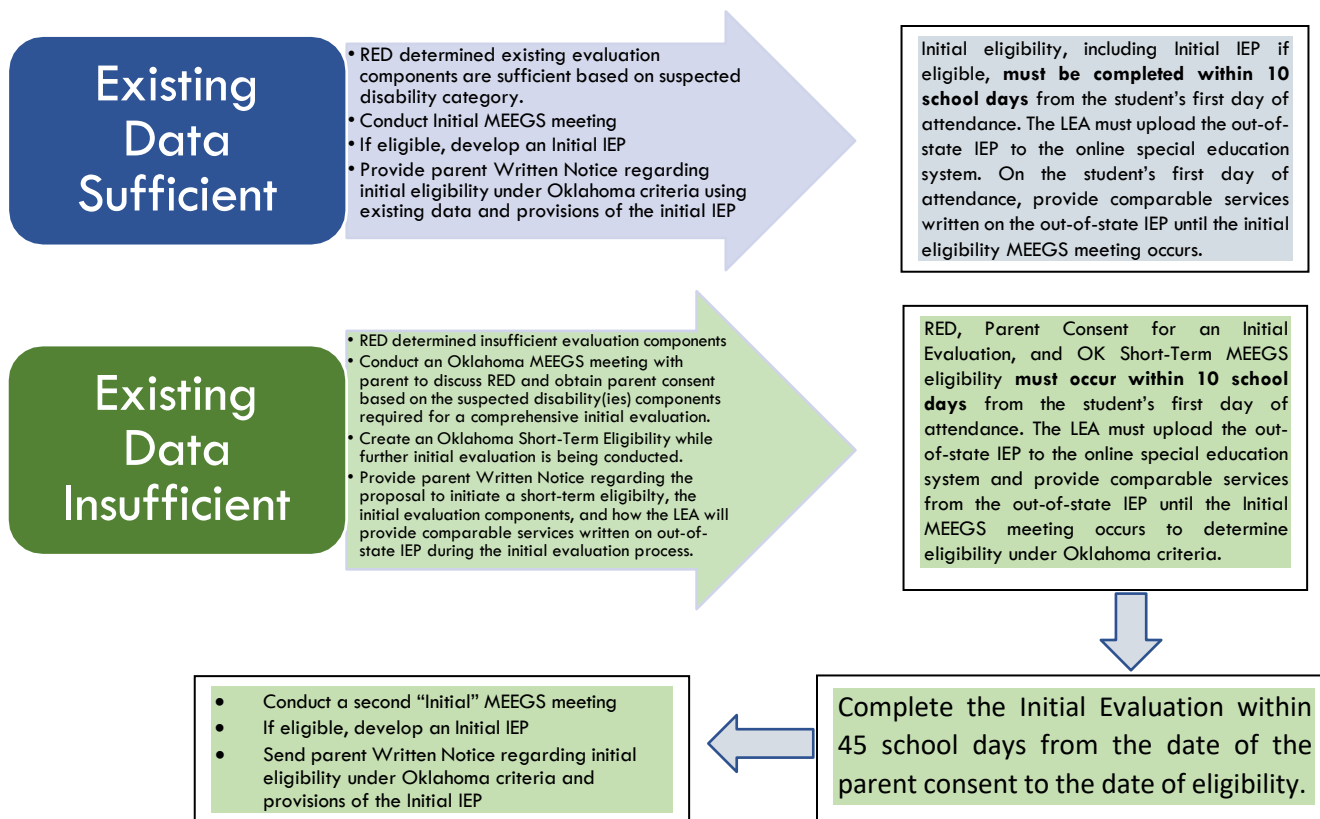 Existing
Data
Sufficient
• RED determined existing evaluation
components are sufficient based on suspected
disability category.
• Conduct Initial MEEGS meeting
• If eligible, develop an Initial IEP
• Provide parent Written Notice regarding
initial eligibility under Oklahoma criteria using
existing data and provisions of the initial IEP
Initial eligibility, including Initial IEP if
eligible, must be completed within 10
school days from the student’s first day of
attendance. The LEA must upload the out-of-
state IEP to the online special education
system. On the student’s first day of
attendance, provide comparable services
written on the out-of-state IEP until the initial
eligibility MEEGS meeting occurs.
Existing
Data
Insufficient
• RED determined insufficient evaluation components
• Conduct an Oklahoma MEEGS meeting with
parent to discuss RED and obtain parent consent
based on the suspected disability(ies) components
required for a comprehensive initial evaluation.
• Create an Oklahoma Short-Term Eligibility while
further initial evaluation is being conducted.
• Provide parent Written Notice regarding the
proposal to initiate a short-term eligibilty, the
initial evaluation components, and how the LEA will
provide comparable services written on out-of-
state IEP during the initial evaluation process.
RED, Parent Consent for an Initial
Evaluation, and OK Short-Term MEEGS
eligibility must occur within 10 school
days from the student’s first day of
attendance. The LEA must upload the out-
of-state IEP to the online special education
system and provide comparable services
from the out-of-state IEP until the Initial
MEEGS meeting occurs to determine
eligibility under Oklahoma criteria.
Complete the Initial Evaluation within
45 school days from the date of the
parent consent to the date of eligibility.
• Conduct a second “Initial” MEEGS meeting
• If eligible, develop an Initial IEP
• Send parent Written Notice regarding initial
eligibility under Oklahoma criteria and
provisions of the Initial IEP